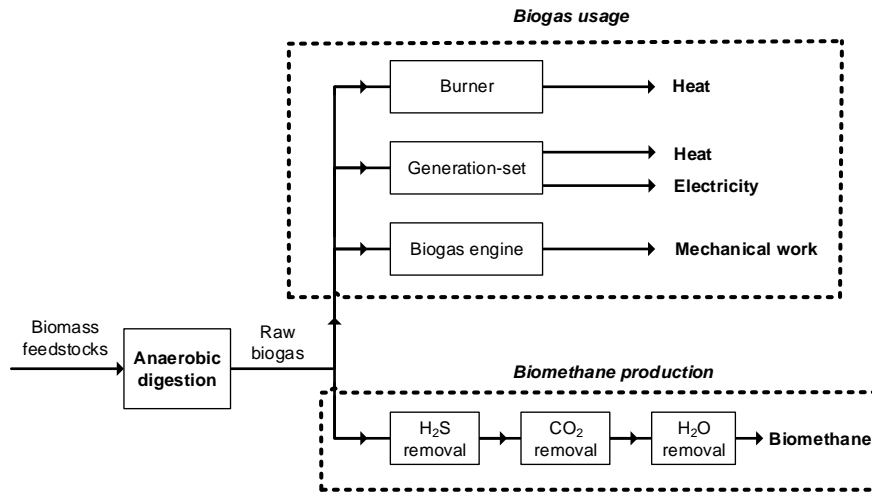 Biogas usage
Burner
Heat
Generation-set
Heat
Electricity
Biogas engine
Mechanical work
Biomass
feedstocks
Anaerobic
digestion
Raw
biogas
Biomethane production
H₂S
removal
CO₂
removal
H₂O
removal
Biomethane